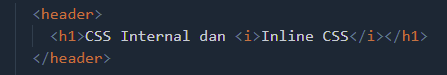 <header>
<h1>CSS Internal dan <i>Inline CSS</i></h1>
</header>